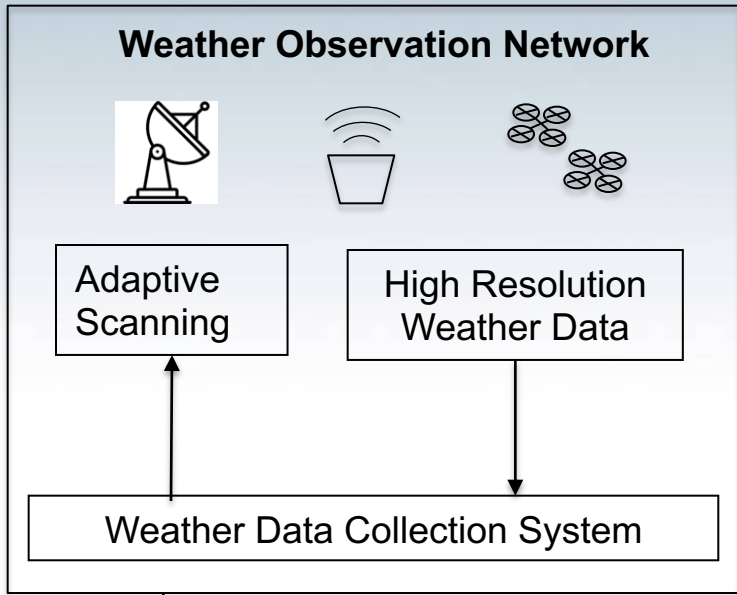 Weather Observation Network
Adaptive
Scanning
High Resolution
Weather Data
Weather Data Collection System